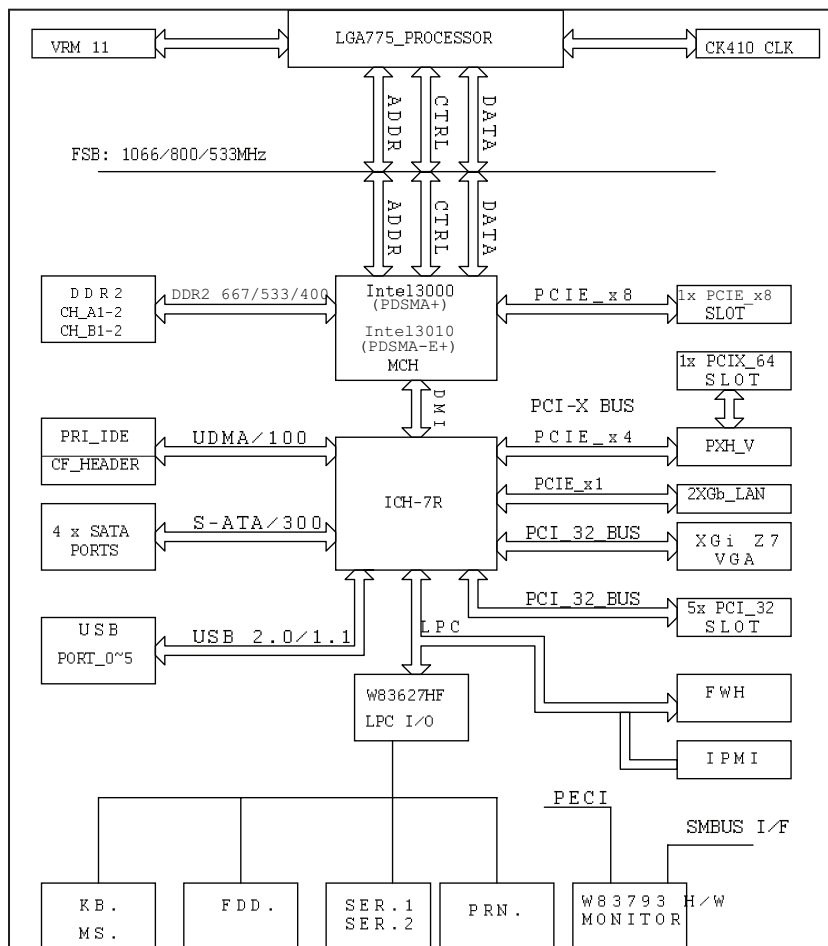 LGA775_PROCESSOR
VRM 11
CK410 CLK
ADDR
CTRL
DATA
FSB: 1066/800/533MHz
ADDR
CTRL
DATA
DDR2
CH_A1-2
CH_B1-2
DDR2 667/533/400
Intel3000
(PDSMA+)
Intel3010
(PDSMA-E+)
MCH
PCIE_x8
1x PCIE_x8
SLOT
1x PCIX_64
SLOT
DMI
PCI-X BUS
PRI_IDE
CF_HEADER
UDMA/100
ICH-7R
PCIE_x4
PXH_V
PCIE_x1
2XGb_LAN
4 x SATA
PORTS
S-ATA/300
PCI_32_BUS
XGi Z7
VGA
PCI_32_BUS
5x PCI_32
SLOT
USB
PORT_0~5
USB 2.0/1.1
LPC
W83627HF
LPC I/O
FWH
IPMI
PECI
SMBUS I/F
KB.
MS.
FDD.
SER.1
SER.2
PRN.
W83793 H/W
MONITOR